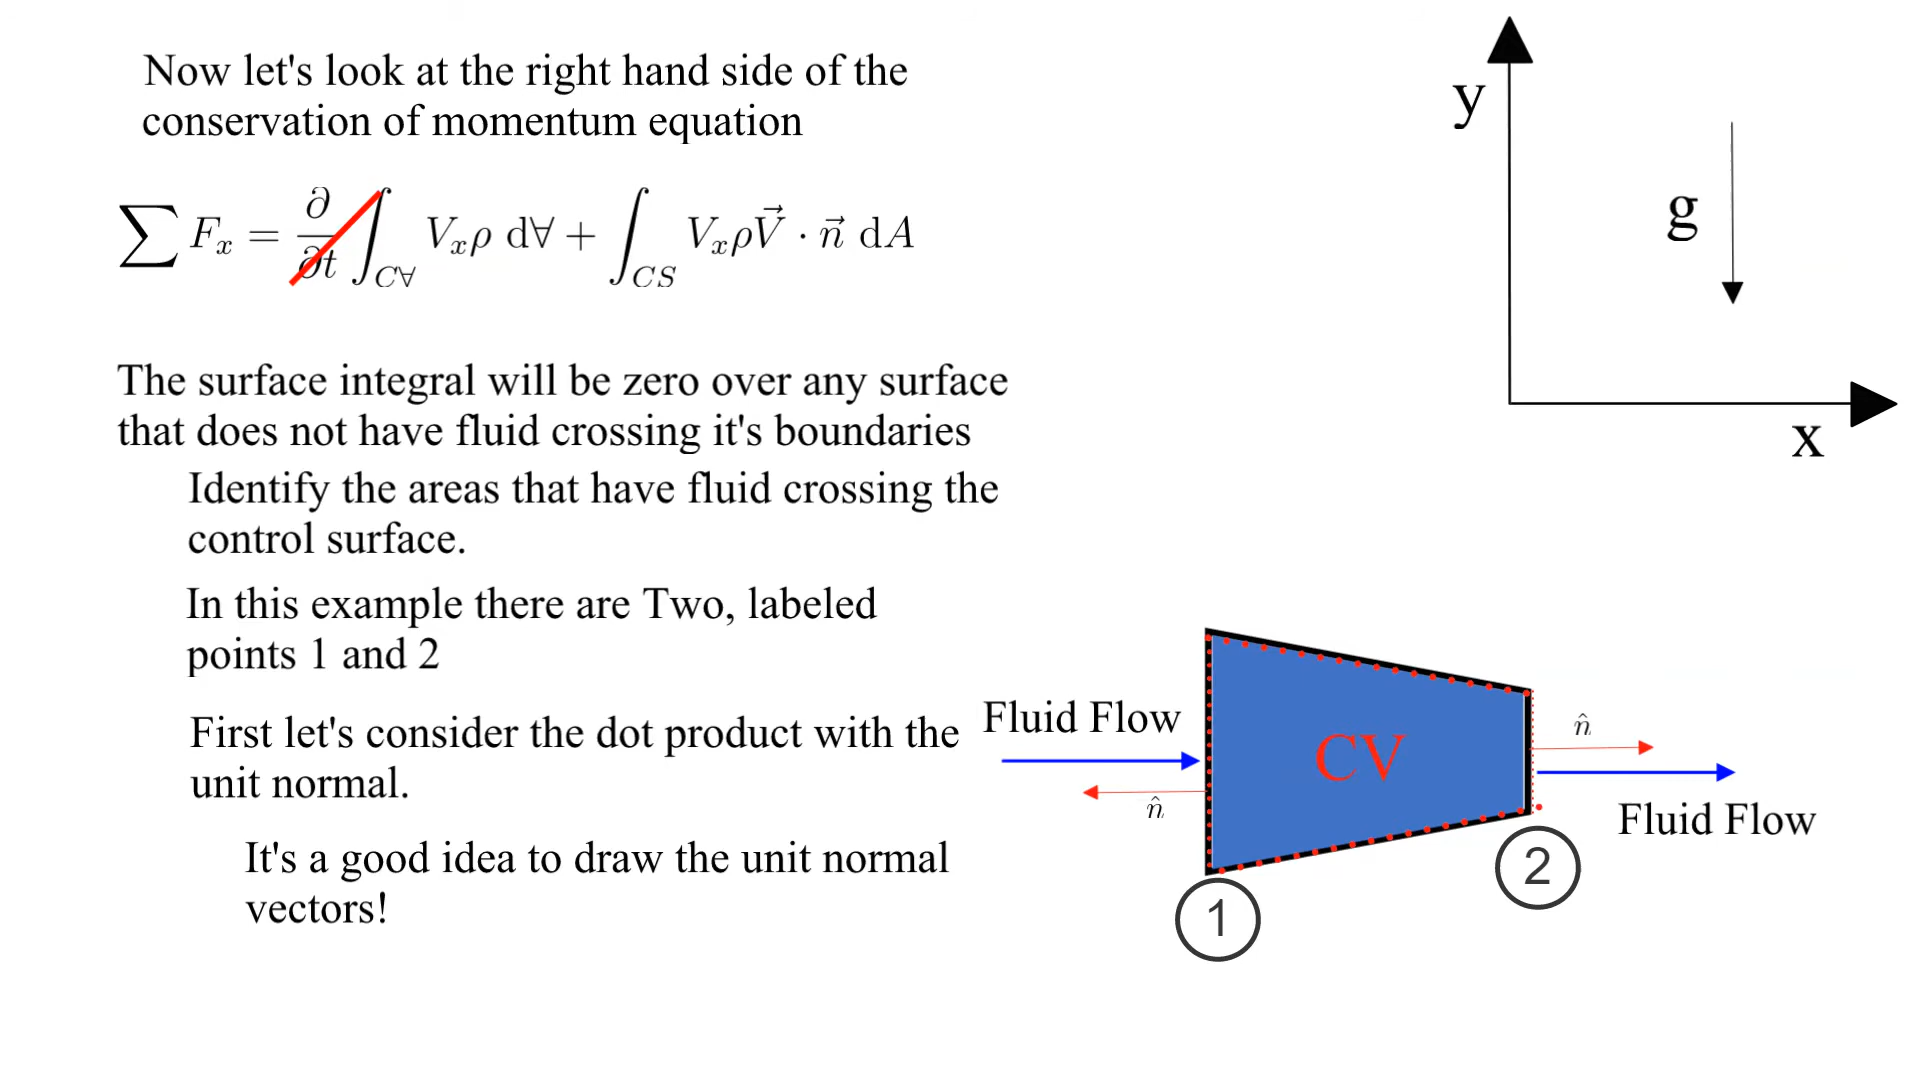 Now let's look at the right hand side of the
conservation of momentum equation
∑ F_x = ∂/∂t ∫_{C∀} V_xρ d∀ + ∫_{CS} V_xρV⃗ · n⃗ dA
The surface integral will be zero over any surface
that does not have fluid crossing it's boundaries
Identify the areas that have fluid crossing the
control surface.
In this example there are Two, labeled
points 1 and 2
First let's consider the dot product with the
unit normal.
It's a good idea to draw the unit normal
vectors!
y
g
x
Fluid Flow
n̂
CV
n̂
Fluid Flow
1
2